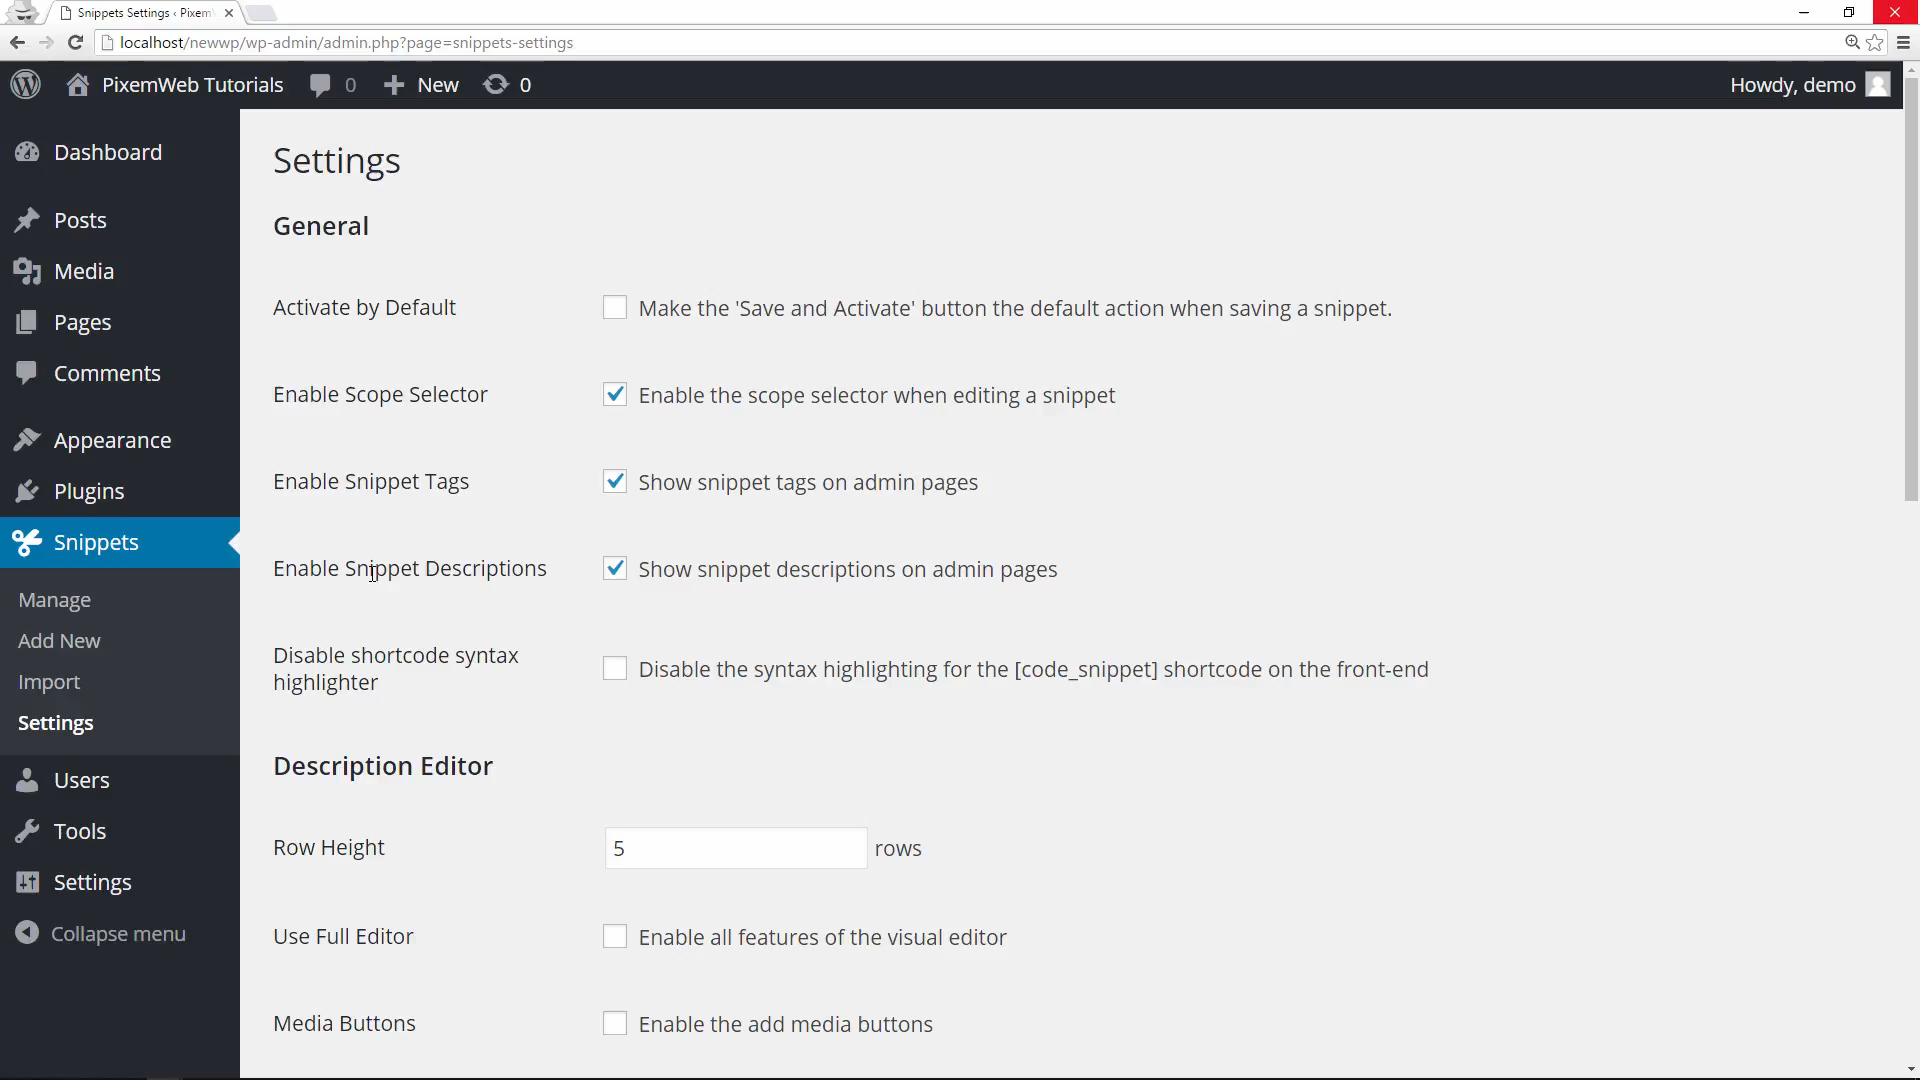 Snippets Settings ‹ Pixem
localhost/newwp/wp-admin/admin.php?page=snippets-settings
PixemWeb Tutorials 0 New 0 Howdy, demo
Dashboard
Posts
Media
Pages
Comments
Appearance
Plugins
Snippets
Manage
Add New
Import
Settings
Users
Tools
Settings
Collapse menu
Settings
General
Activate by Default Make the 'Save and Activate' button the default action when saving a snippet.
Enable Scope Selector Enable the scope selector when editing a snippet
Enable Snippet Tags Show snippet tags on admin pages
Enable Snippet Descriptions Show snippet descriptions on admin pages
Disable shortcode syntax
highlighter Disable the syntax highlighting for the [code_snippet] shortcode on the front-end
Description Editor
Row Height 5 rows
Use Full Editor Enable all features of the visual editor
Media Buttons Enable the add media buttons